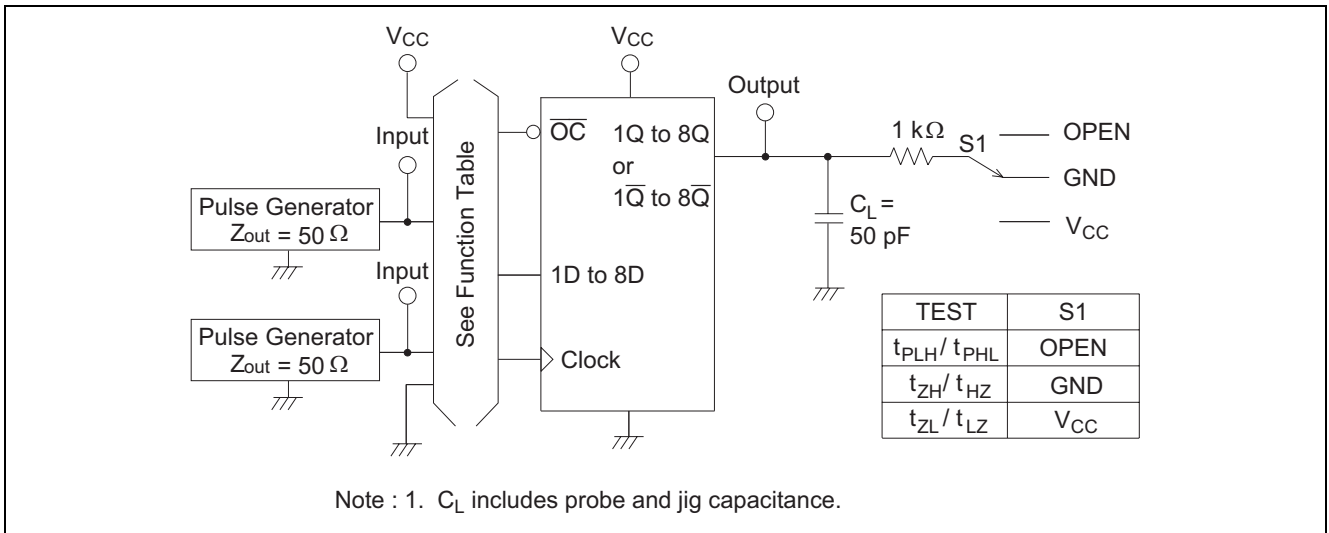 VCC
VCC
Output
Input
OC
1Q to 8Q
or
1Q̅ to 8Q̅
1 kΩ
S1
OPEN
GND
VCC
Pulse Generator
Zout = 50 Ω
See Function Table
CL =
50 pF
Input
1D to 8D
Pulse Generator
Zout = 50 Ω
Clock
TEST S1
tPLH / tPHL OPEN
tZH / tHZ GND
tZL / tLZ VCC
Note : 1. CL includes probe and jig capacitance.